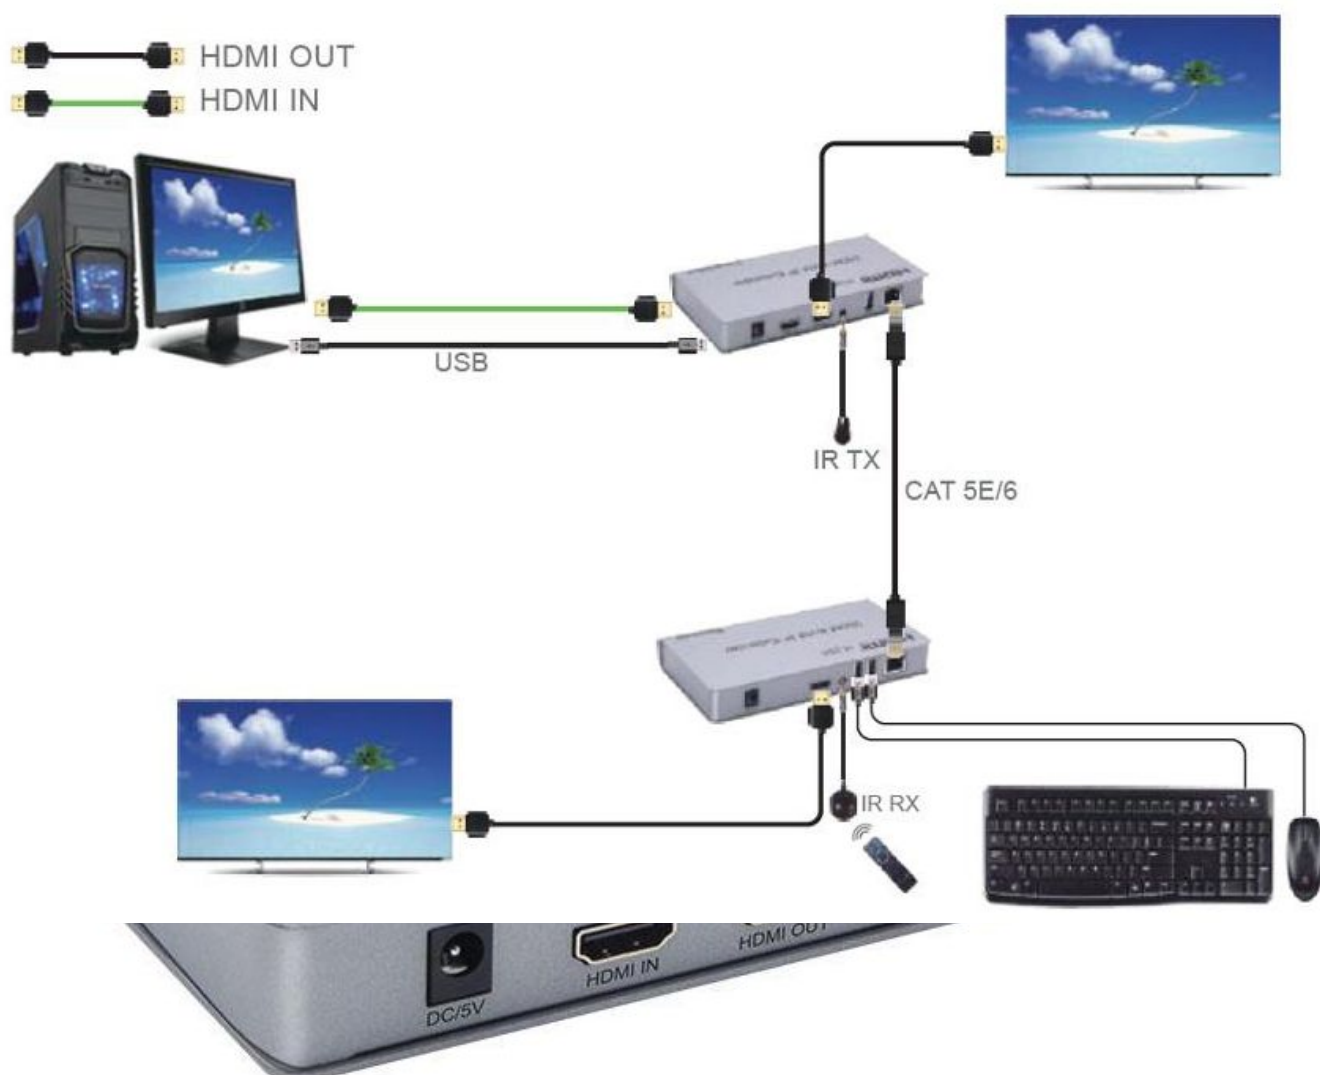 HDMI OUT
HDMI IN
USB
IR TX
CAT 5E/6
IR RX
DC/5V
HDMI IN
HDMI OUT